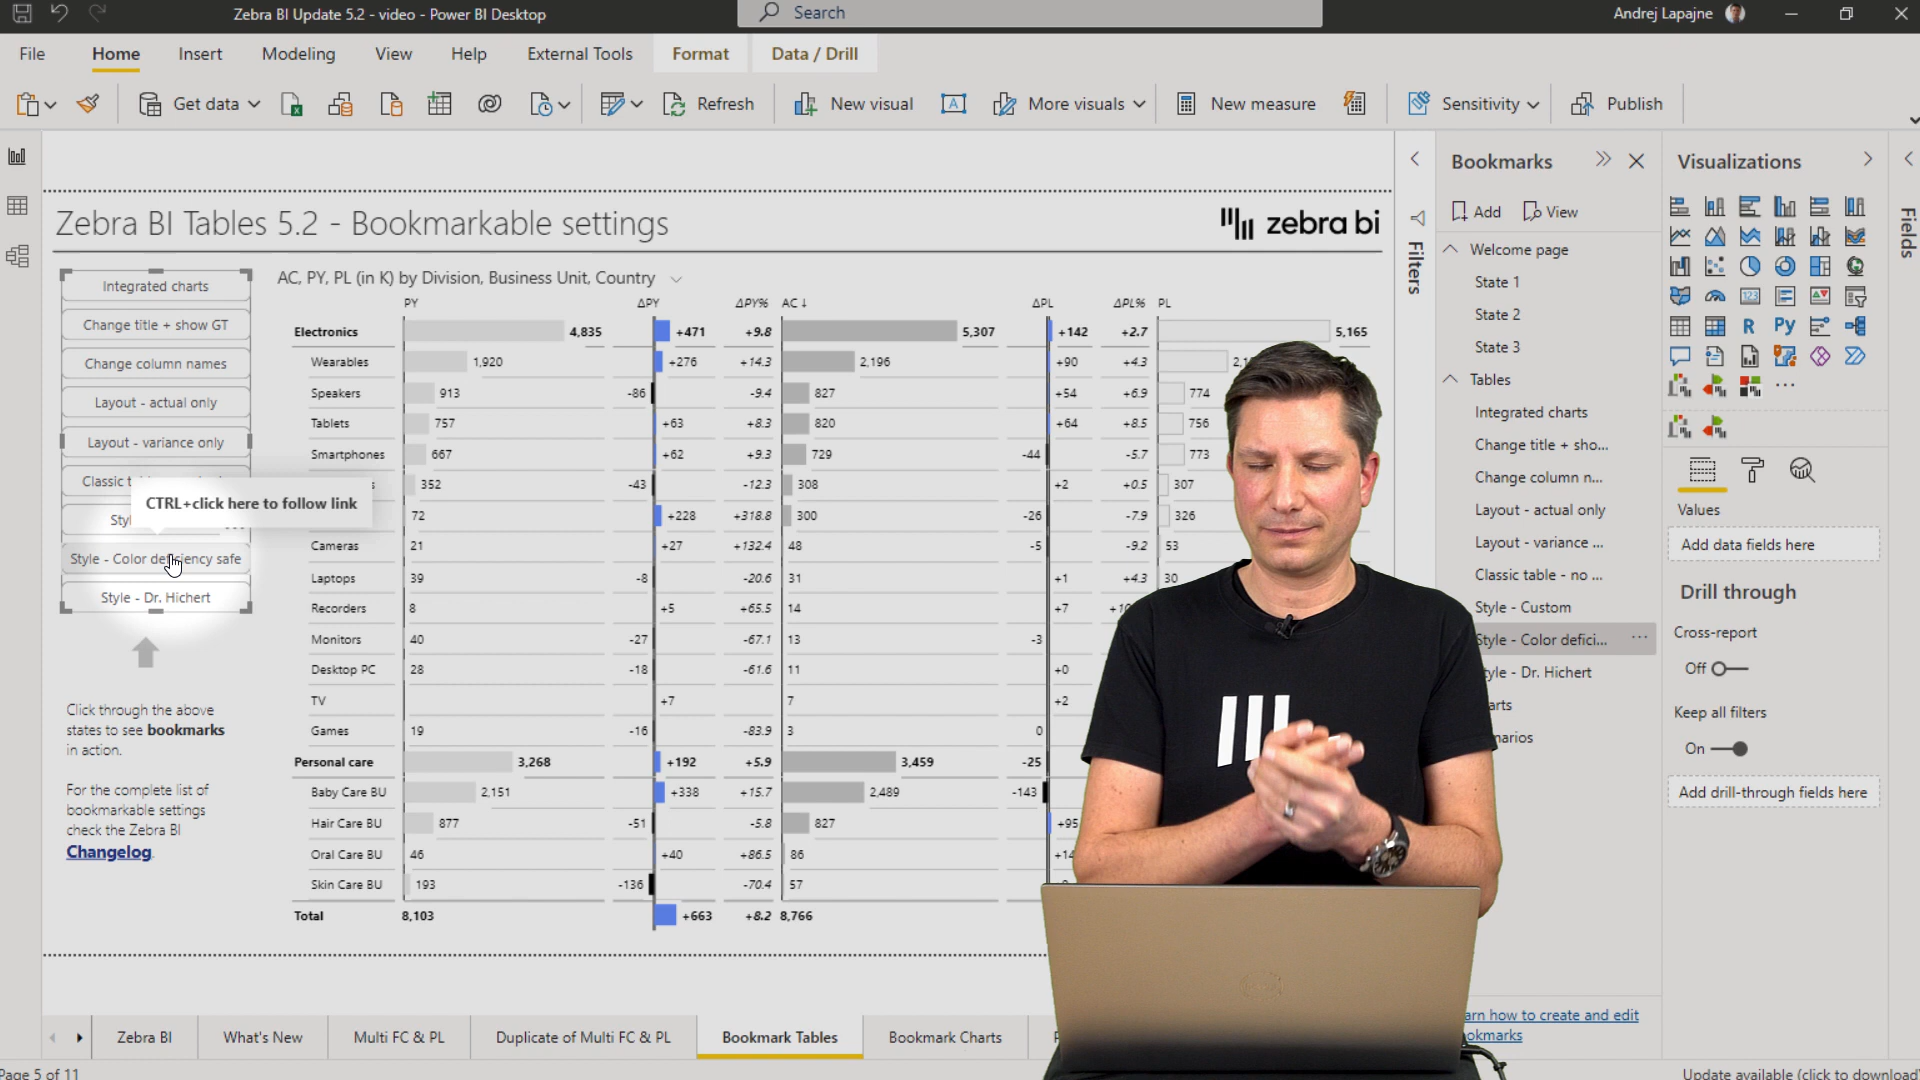 Zebra BI Update 5.2 - video - Power BI Desktop
Search
Andrej Lapajne
File
Home
Insert
Modeling
View
Help
External Tools
Format
Data / Drill
Get data
Refresh
New visual
More visuals
New measure
Sensitivity
Publish
Zebra BI Tables 5.2 - Bookmarkable settings
zebra bi
Integrated charts
Change title + show GT
Change column names
Layout - actual only
Layout - variance only
Classic
CTRL+click here to follow link
Style - Color deficiency safe
Style - Dr. Hichert
Click through the above
states to see bookmarks
in action.
For the complete list of
bookmarkable settings
check the Zebra BI
Changelog
AC, PY, PL (in K) by Division, Business Unit, Country
PY ΔPY ΔPY% AC ↓ ΔPL ΔPL% PL
Electronics 4,835 +471 +9.8 5,307 +142 +2.7 5,165
Wearables 1,920 +276 +14.3 2,196 +90 +4.3
Speakers 913 -86 -9.4 827 +54 +6.9 774
Tablets 757 +63 +8.3 820 +64 +8.5 756
Smartphones 667 +62 +9.3 729 -44 -5.7 773
352 -43 -12.3 308 +2 +0.5 307
72 +228 +318.8 300 -26 -7.9 326
Cameras 21 +27 +132.4 48 -5 -9.2 53
Laptops 39 -8 -20.6 31 +1 +4.3 30
Recorders 8 +5 +65.5 14 +7
Monitors 40 -27 -67.1 13 -3
Desktop PC 28 -18 -61.6 11 +0
TV +7 7 +2
Games 19 -16 -83.9 3 0
Personal care 3,268 +192 +5.9 3,459 -25
Baby Care BU 2,151 +338 +15.7 2,489 -143
Hair Care BU 877 -51 -5.8 827 +95
Oral Care BU 46 +40 +86.5 86
Skin Care BU 193 -136 -70.4 57
Total 8,103 +663 +8.2 8,766
Filters
Bookmarks
Add
View
Welcome page
State 1
State 2
State 3
Tables
Integrated charts
Change title + sho...
Change column n...
Layout - actual only
Layout - variance ...
Classic table - no ...
Style - Custom
Style - Color defici...
tyle - Dr. Hichert
arts
narios
arn how to create and edit
okmarks
Visualizations
R
Py
Values
Add data fields here
Drill through
Cross-report
Off
Keep all filters
On
Add drill-through fields here
Fields
Zebra BI
What's New
Multi FC & PL
Duplicate of Multi FC & PL
Bookmark Tables
Bookmark Charts
Page 5 of 11
Update available (click to download)